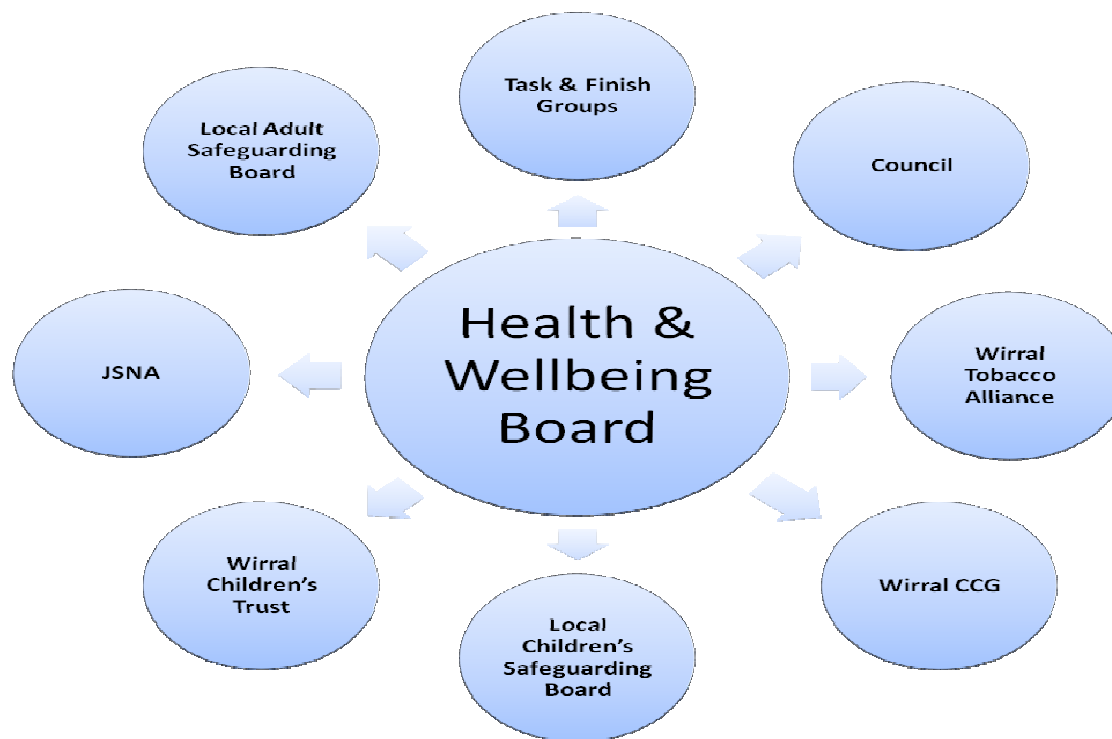 Task & Finish
Groups
Local Adult
Safeguarding
Board
Council
Health &
Wellbeing
Board
JSNA
Wirral
Tobacco
Alliance
Wirral
Children’s
Trust
Wirral CCG
Local
Children’s
Safeguarding
Board